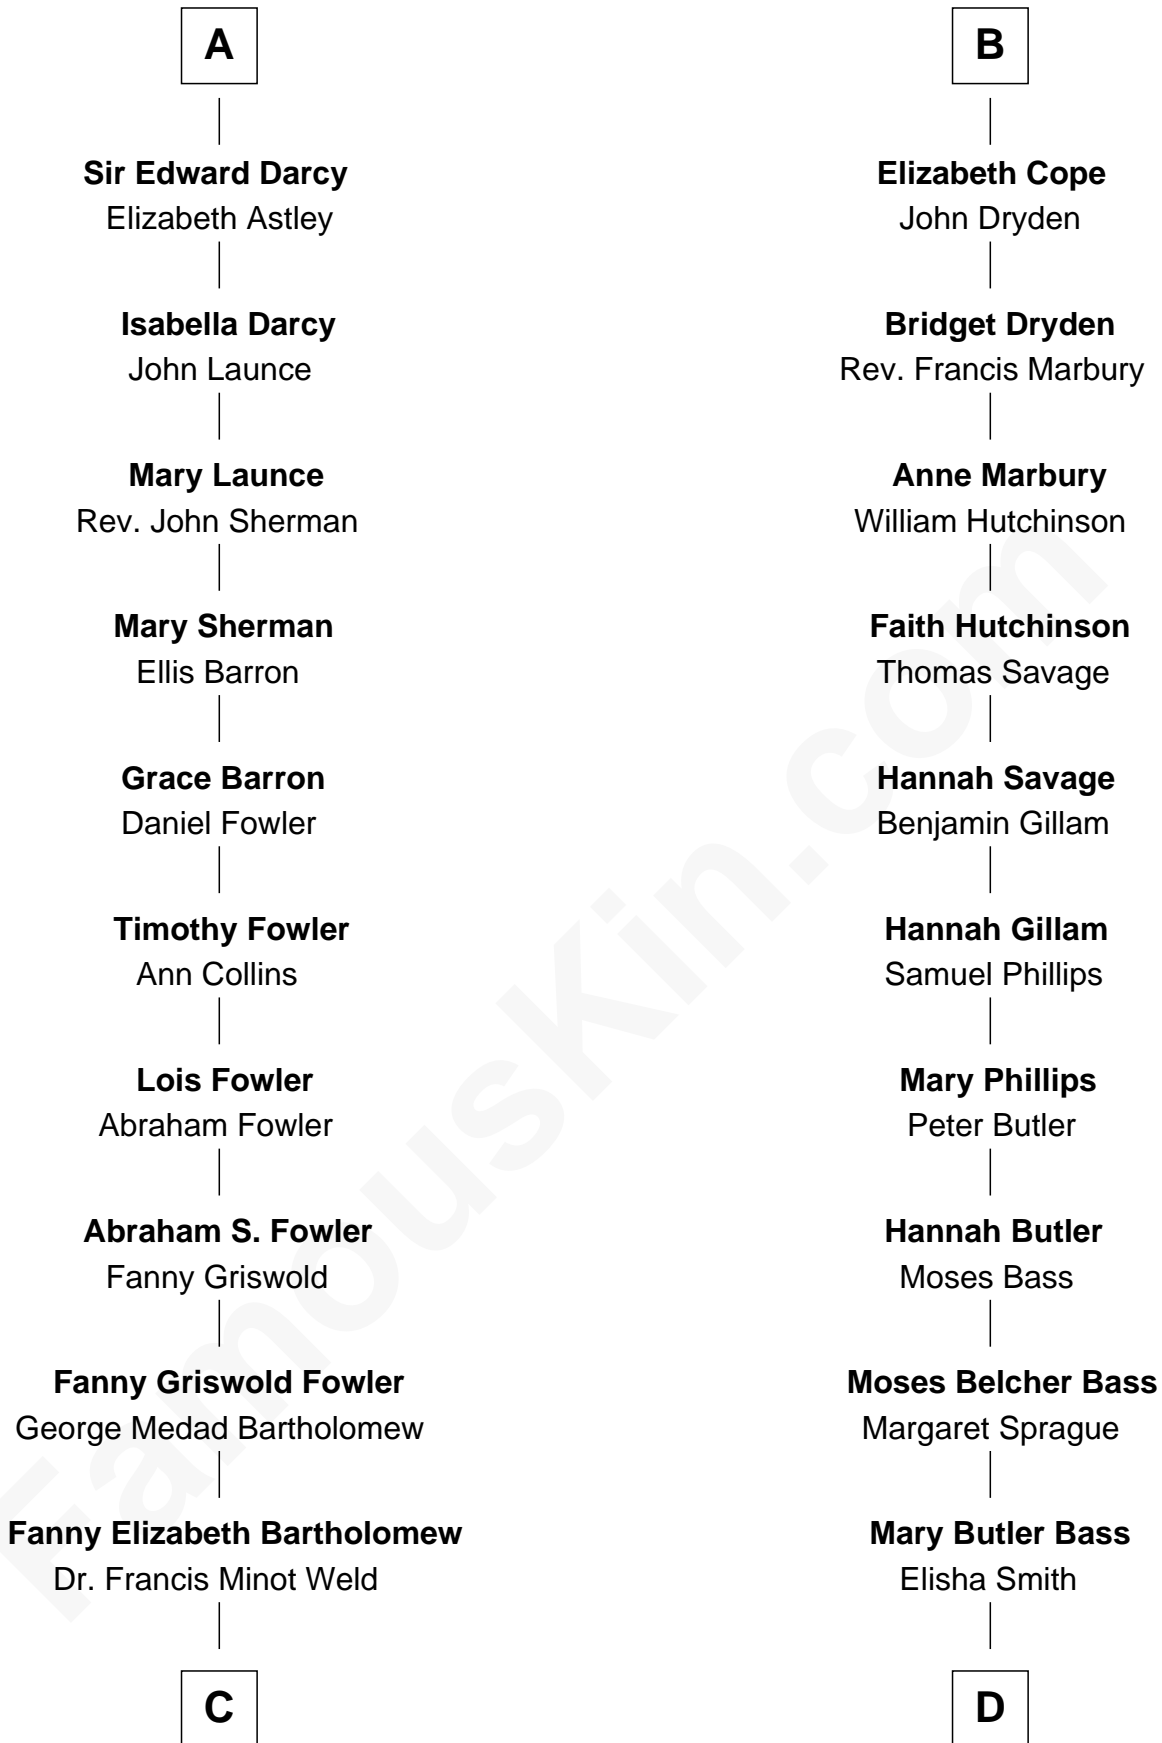 A
Sir Edward Darcy
Elizabeth Astley
Isabella Darcy
John Launce
Mary Launce
Rev. John Sherman
Mary Sherman
Ellis Barron
Grace Barron
Daniel Fowler
Timothy Fowler
Ann Collins
Lois Fowler
Abraham Fowler
Abraham S. Fowler
Fanny Griswold
Fanny Griswold Fowler
George Medad Bartholomew
Fanny Elizabeth Bartholomew
Dr. Francis Minot Weld
C
B
Elizabeth Cope
John Dryden
Bridget Dryden
Rev. Francis Marbury
Anne Marbury
William Hutchinson
Faith Hutchinson
Thomas Savage
Hannah Savage
Benjamin Gillam
Hannah Gillam
Samuel Phillips
Mary Phillips
Peter Butler
Hannah Butler
Moses Bass
Moses Belcher Bass
Margaret Sprague
Mary Butler Bass
Elisha Smith
D
FamousKin.com